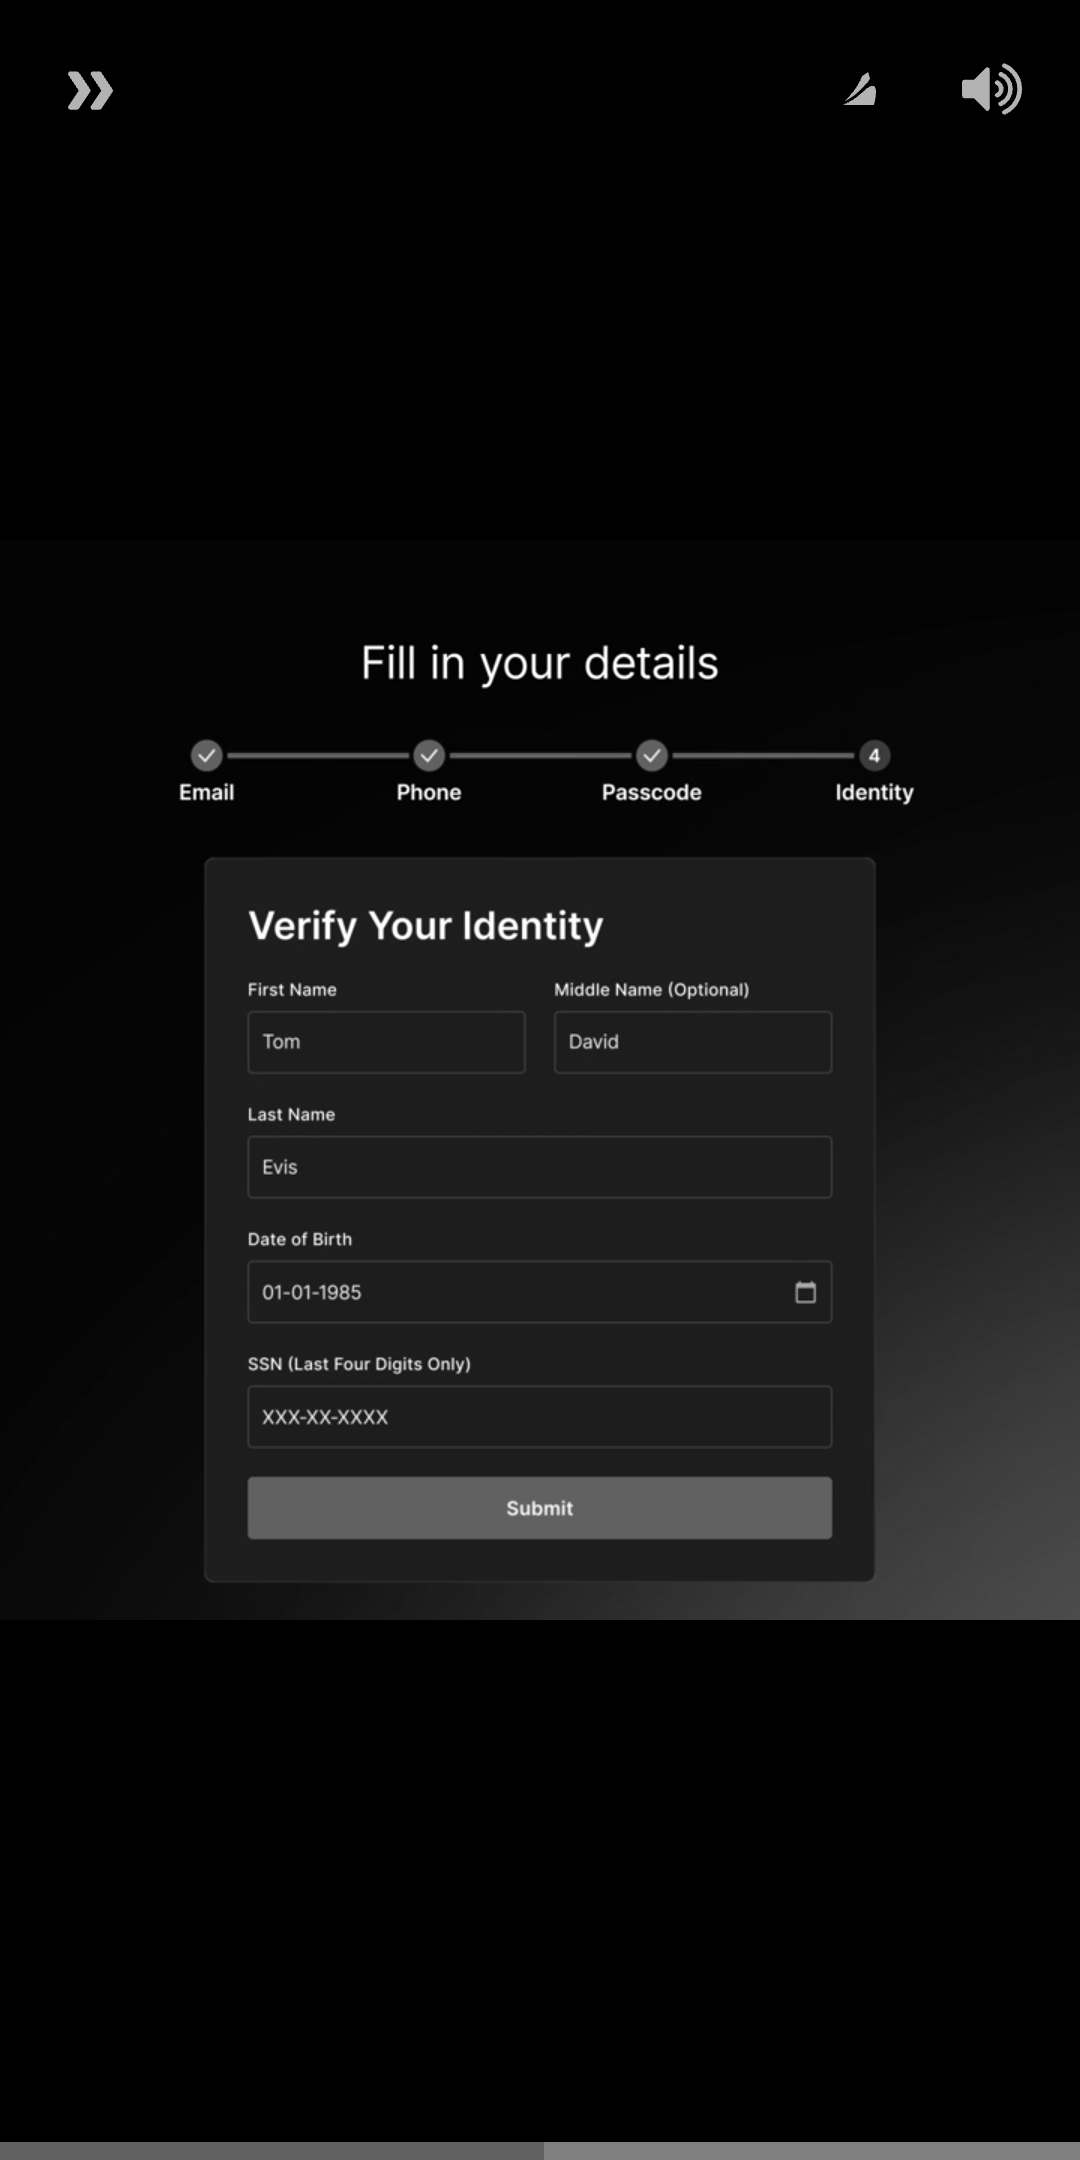 Fill in your details
4
Email Phone Passcode Identity
Verify Your Identity
First Name Middle Name (Optional)
Tom David
Last Name
Evis
Date of Birth
01-01-1985
SSN (Last Four Digits Only)
XXX-XX-XXXX
Submit